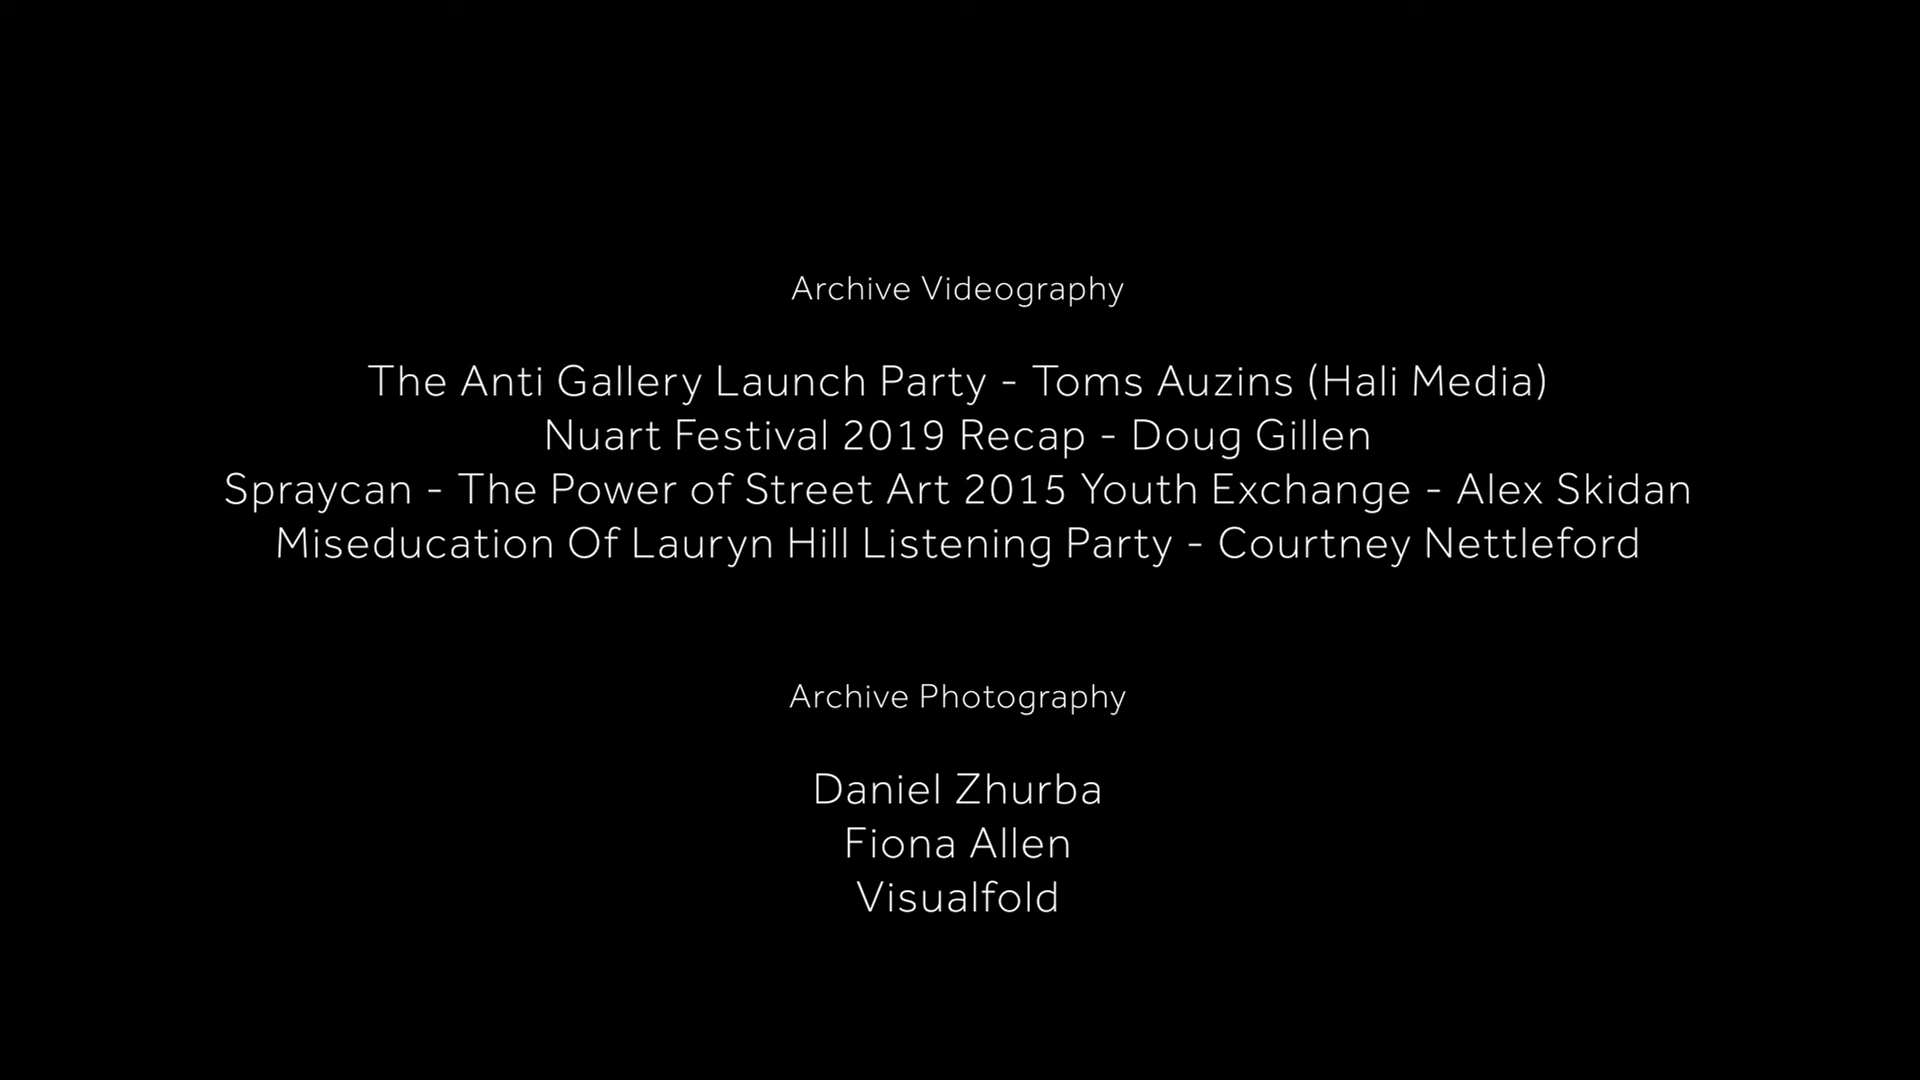 Archive Videography
The Anti Gallery Launch Party - Toms Auzins (Hali Media)
Nuart Festival 2019 Recap - Doug Gillen
Spraycan - The Power of Street Art 2015 Youth Exchange - Alex Skidan
Miseducation Of Lauryn Hill Listening Party - Courtney Nettleford
Archive Photography
Daniel Zhurba
Fiona Allen
Visualfold